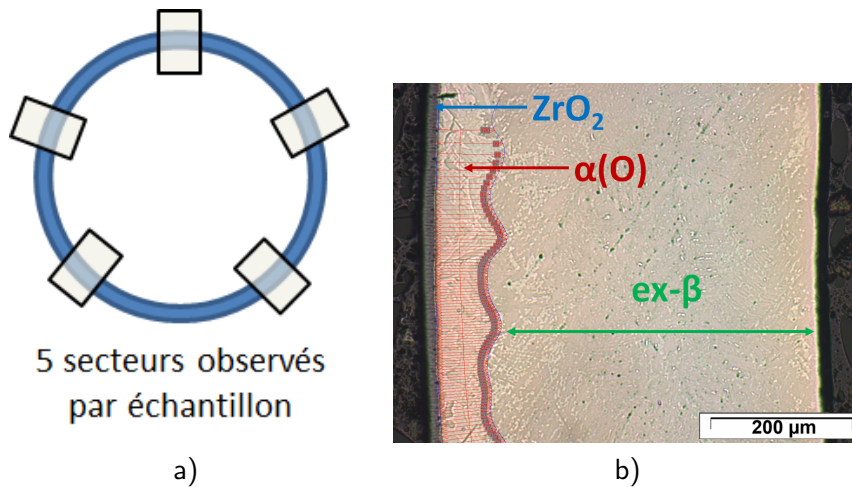 5 secteurs observés
par échantillon
a)
ZrO₂
α(O)
ex-β
200 µm
b)